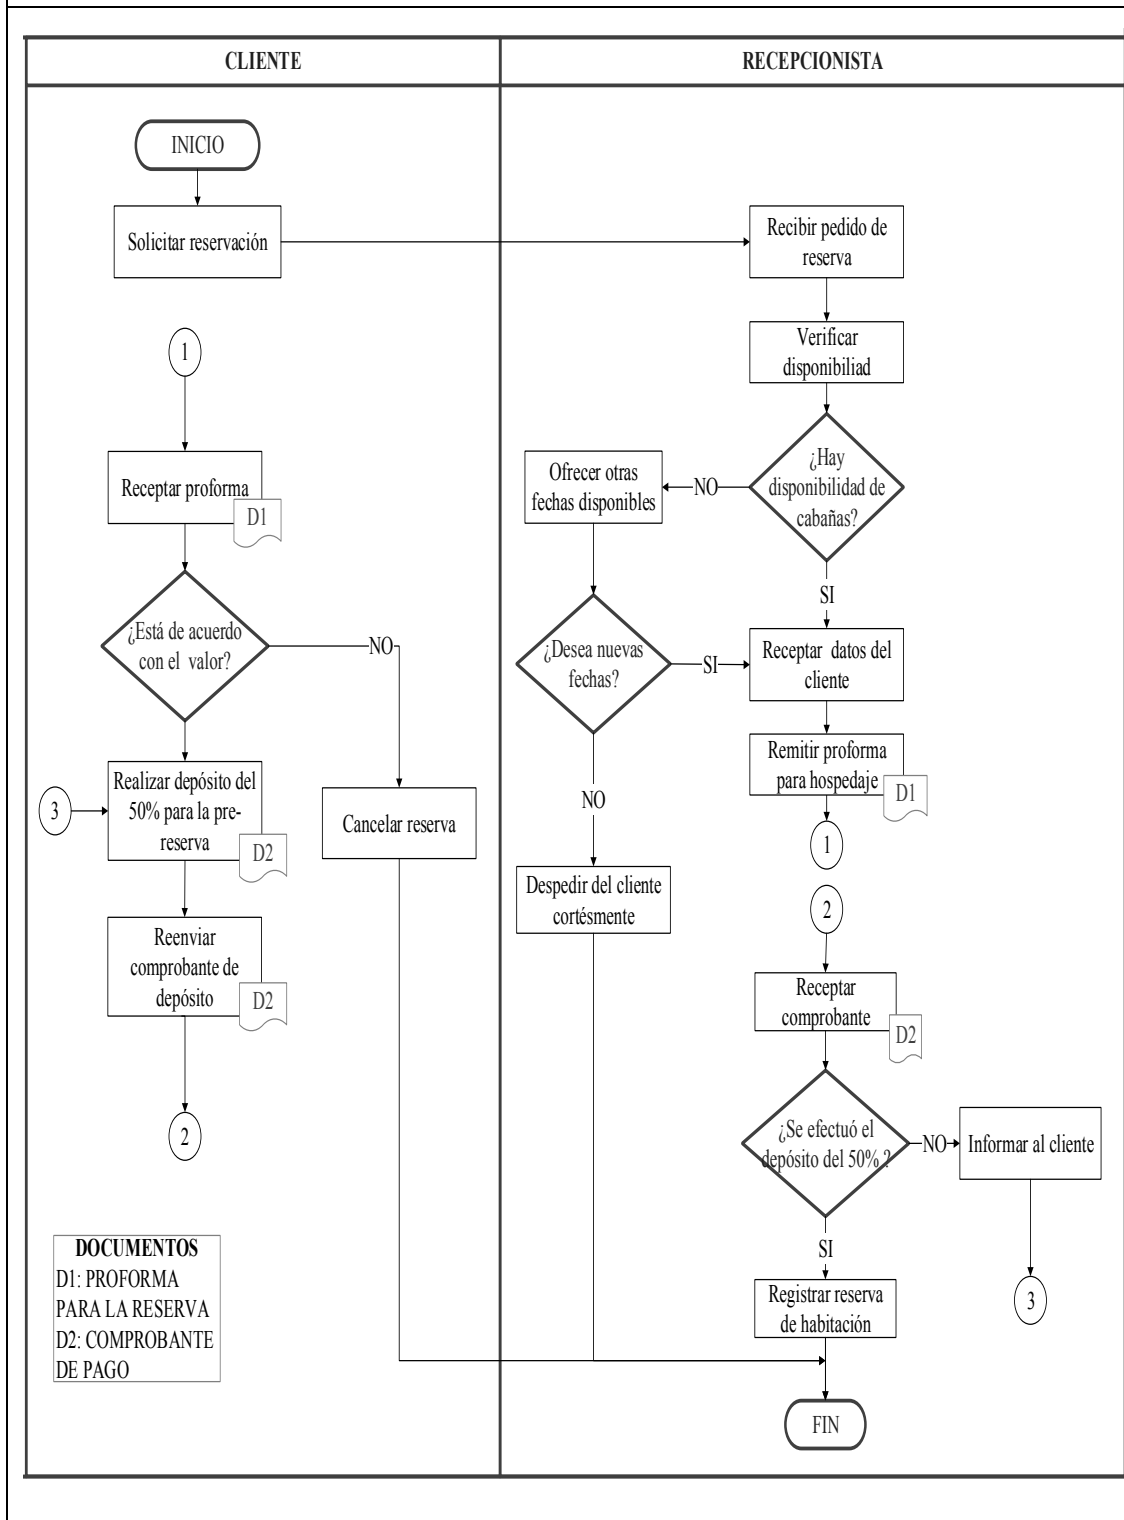 CLIENTE
RECEPCIONISTA
INICIO
Solicitar reservación
Recibir pedido de
reserva
1
Verificar
disponibiliad
¿Hay
disponibilidad de
cabañas?
NO
Ofrecer otras
fechas disponibles
Receptar proforma
D1
SI
¿Está de acuerdo
con el valor?
NO
¿Desea nuevas
fechas?
SI
Receptar datos del
cliente
Remitir proforma
para hospedaje
D1
3
Realizar depósito del
50% para la pre-
reserva
D2
Cancelar reserva
NO
1
Despedir del cliente
cortésmente
2
Reenviar
comprobante de
depósito
D2
Receptar
comprobante
D2
2
¿Se efectuó el
depósito del 50% ?
NO
Informar al cliente
SI
3
Registrar reserva
de habitación
DOCUMENTOS
D1: PROFORMA
PARA LA RESERVA
D2: COMPROBANTE
DE PAGO
FIN